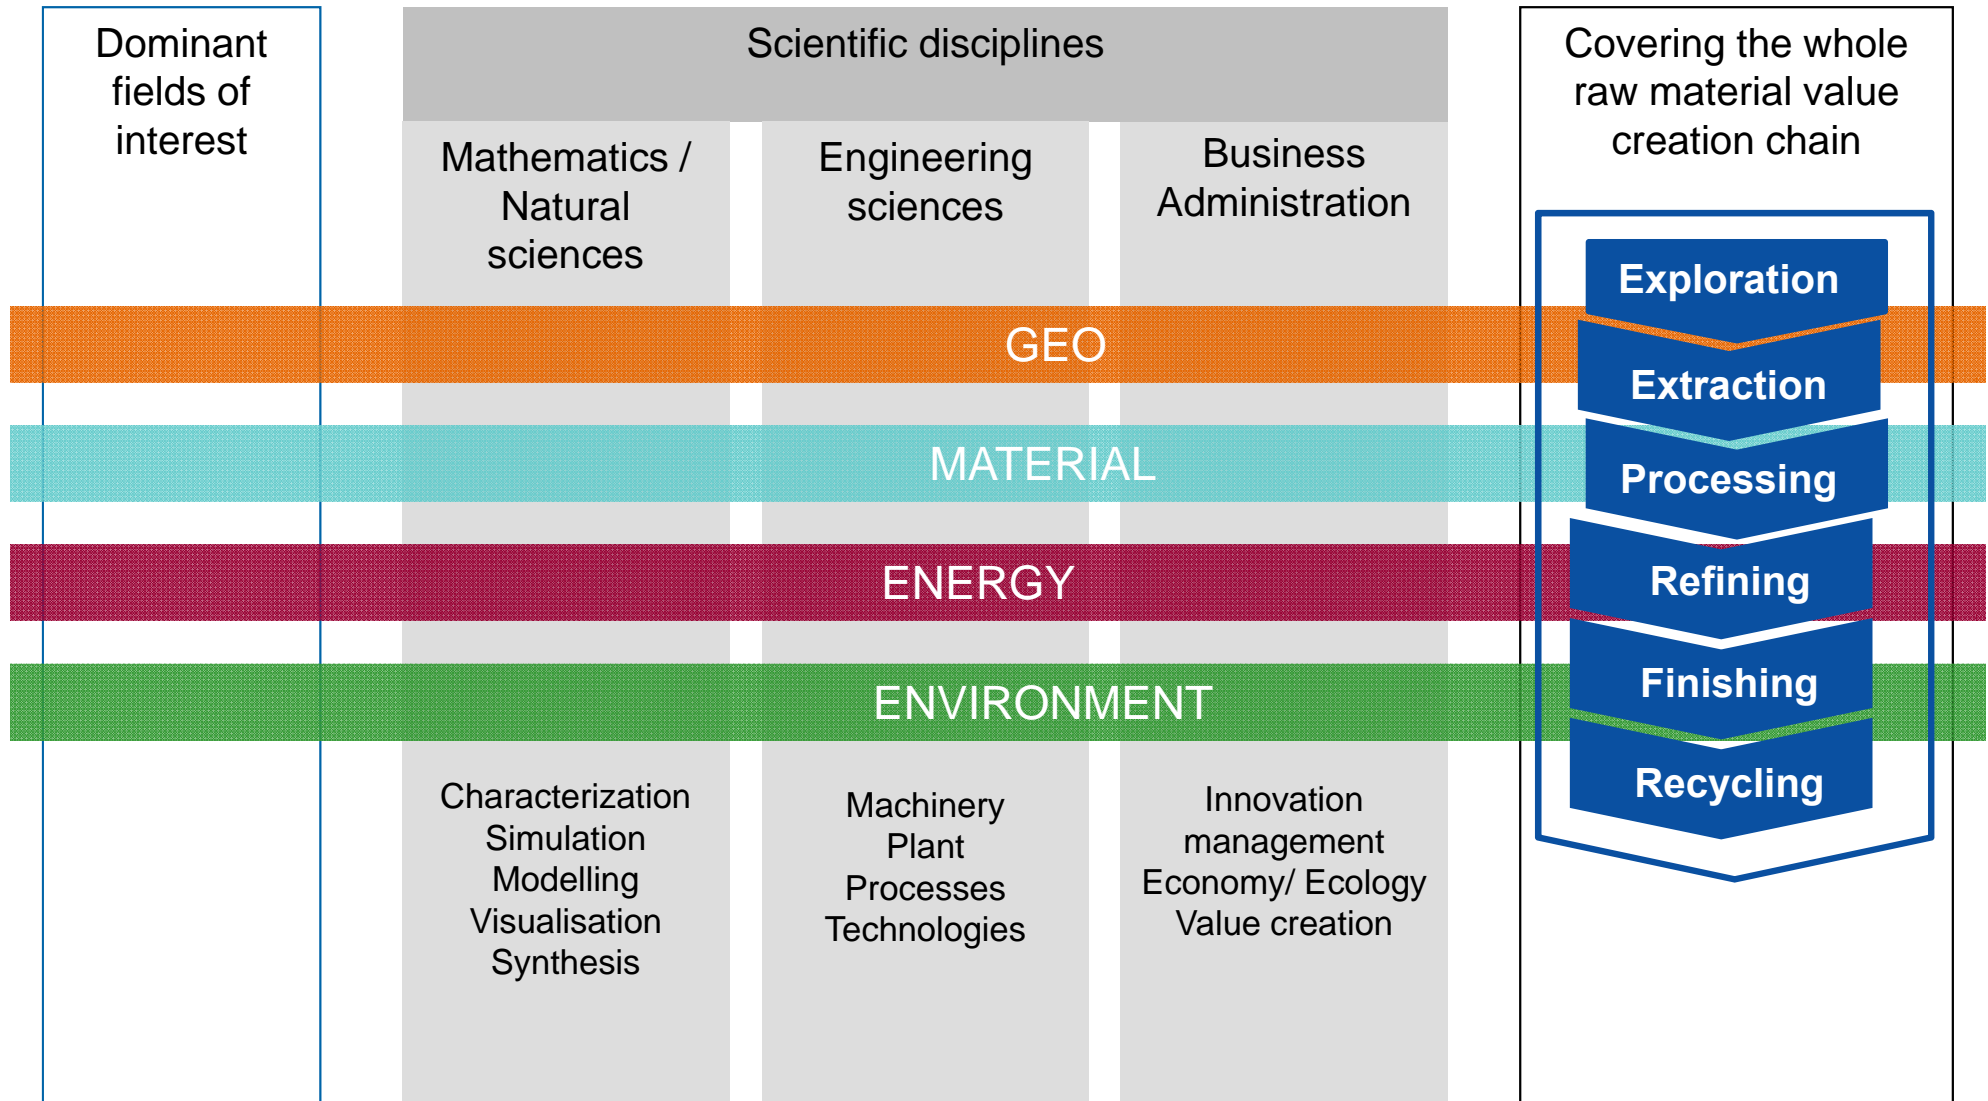 Dominant
fields of
interest
Scientific disciplines
Mathematics /
Natural
sciences
Engineering
sciences
Business
Administration
Covering the whole
raw material value
creation chain
GEO
MATERIAL
ENERGY
ENVIRONMENT
Characterization
Simulation
Modelling
Visualisation
Synthesis
Machinery
Plant
Processes
Technologies
Innovation
management
Economy/ Ecology
Value creation
Exploration
Extraction
Processing
Refining
Finishing
Recycling